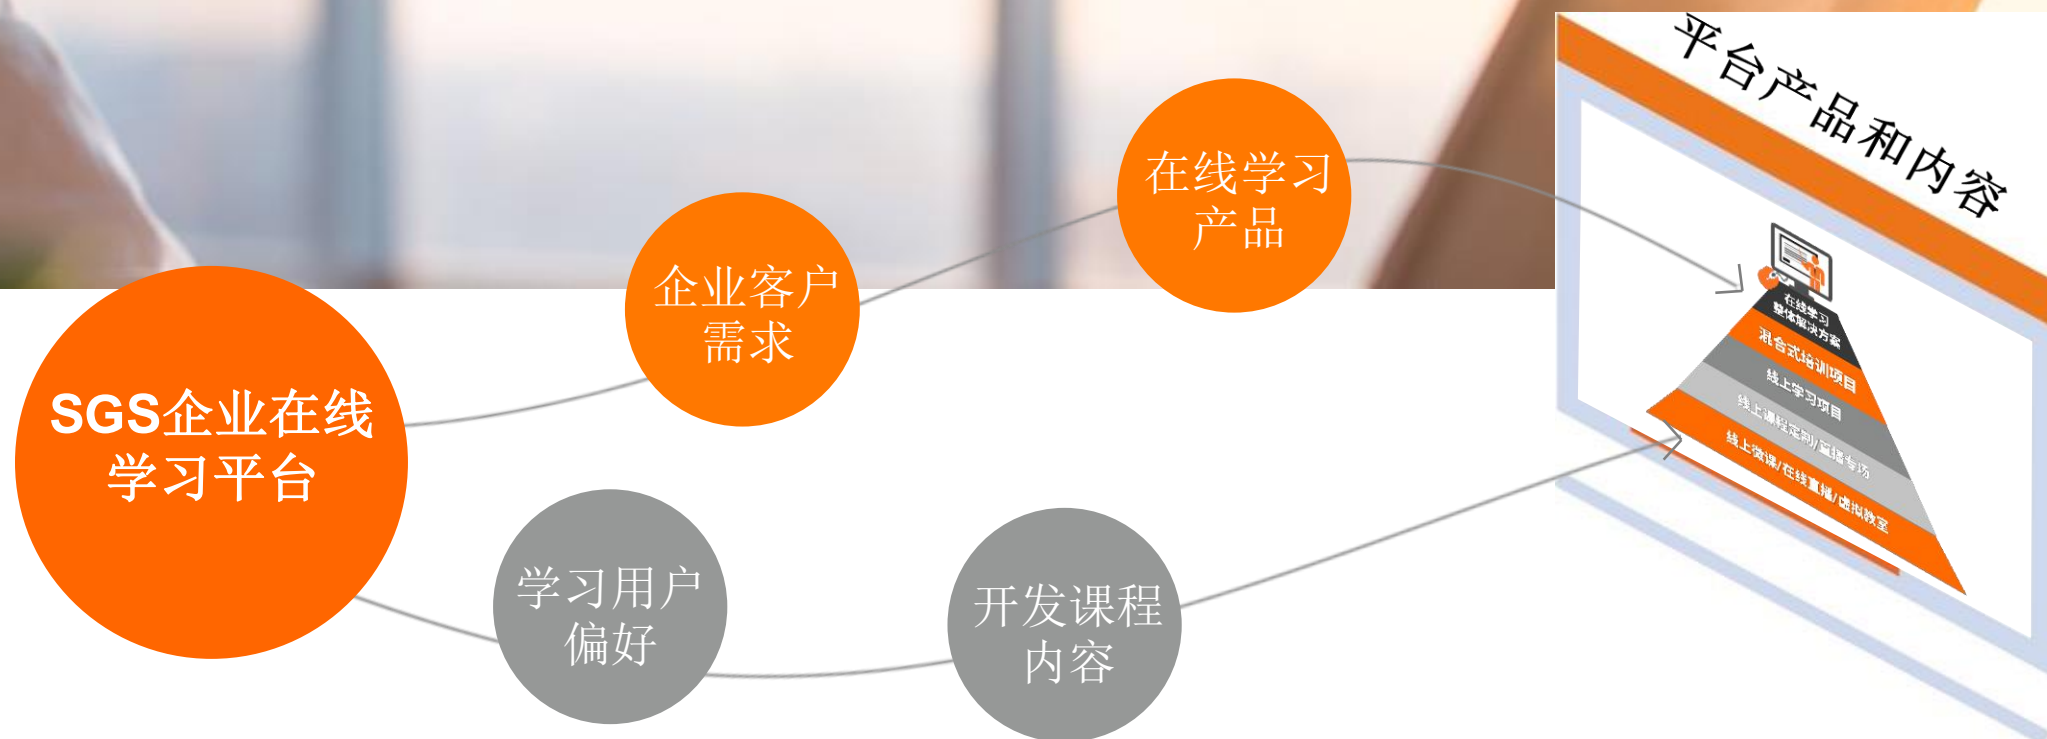 平台产品和内容
在线学习
产品
企业客户
需求
SGS企业在线
学习平台
学习用户
偏好
开发课程
内容
在线学习
整体解决方案
混合式培训项目
线上学习项目
线上课程定制/直播专场
线上微课/在线直播/虚拟教室